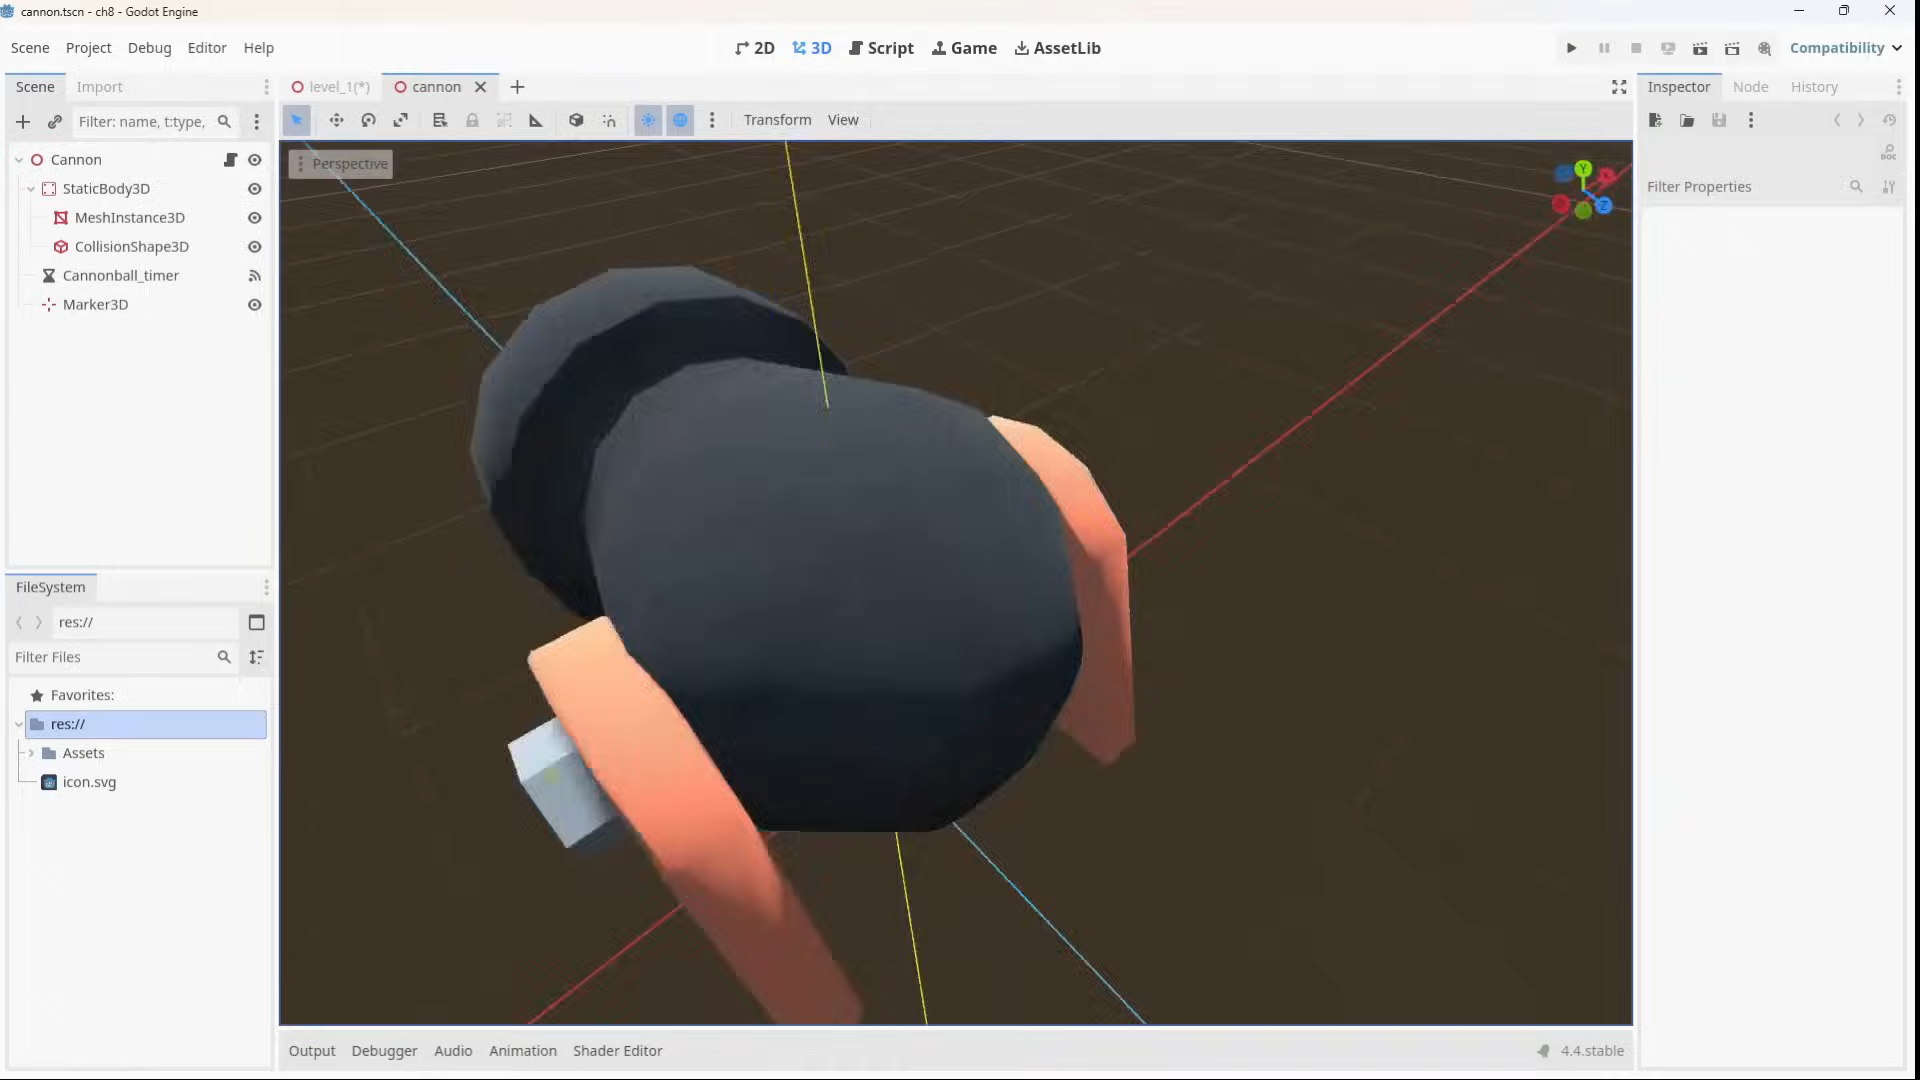 cannon.tscn - ch8 - Godot Engine
Scene Project Debug Editor Help
2D 3D Script Game AssetLib
Compatibility
Scene Import
level_1(*) cannon
Inspector Node History
Filter: name, t:type,
Transform View
Cannon
StaticBody3D
MeshInstance3D
CollisionShape3D
Cannonball_timer
Marker3D
Perspective
Y
Z
DOC
Filter Properties
FileSystem
res://
Filter Files
Favorites:
res://
Assets
icon.svg
Output Debugger Audio Animation Shader Editor
4.4.stable